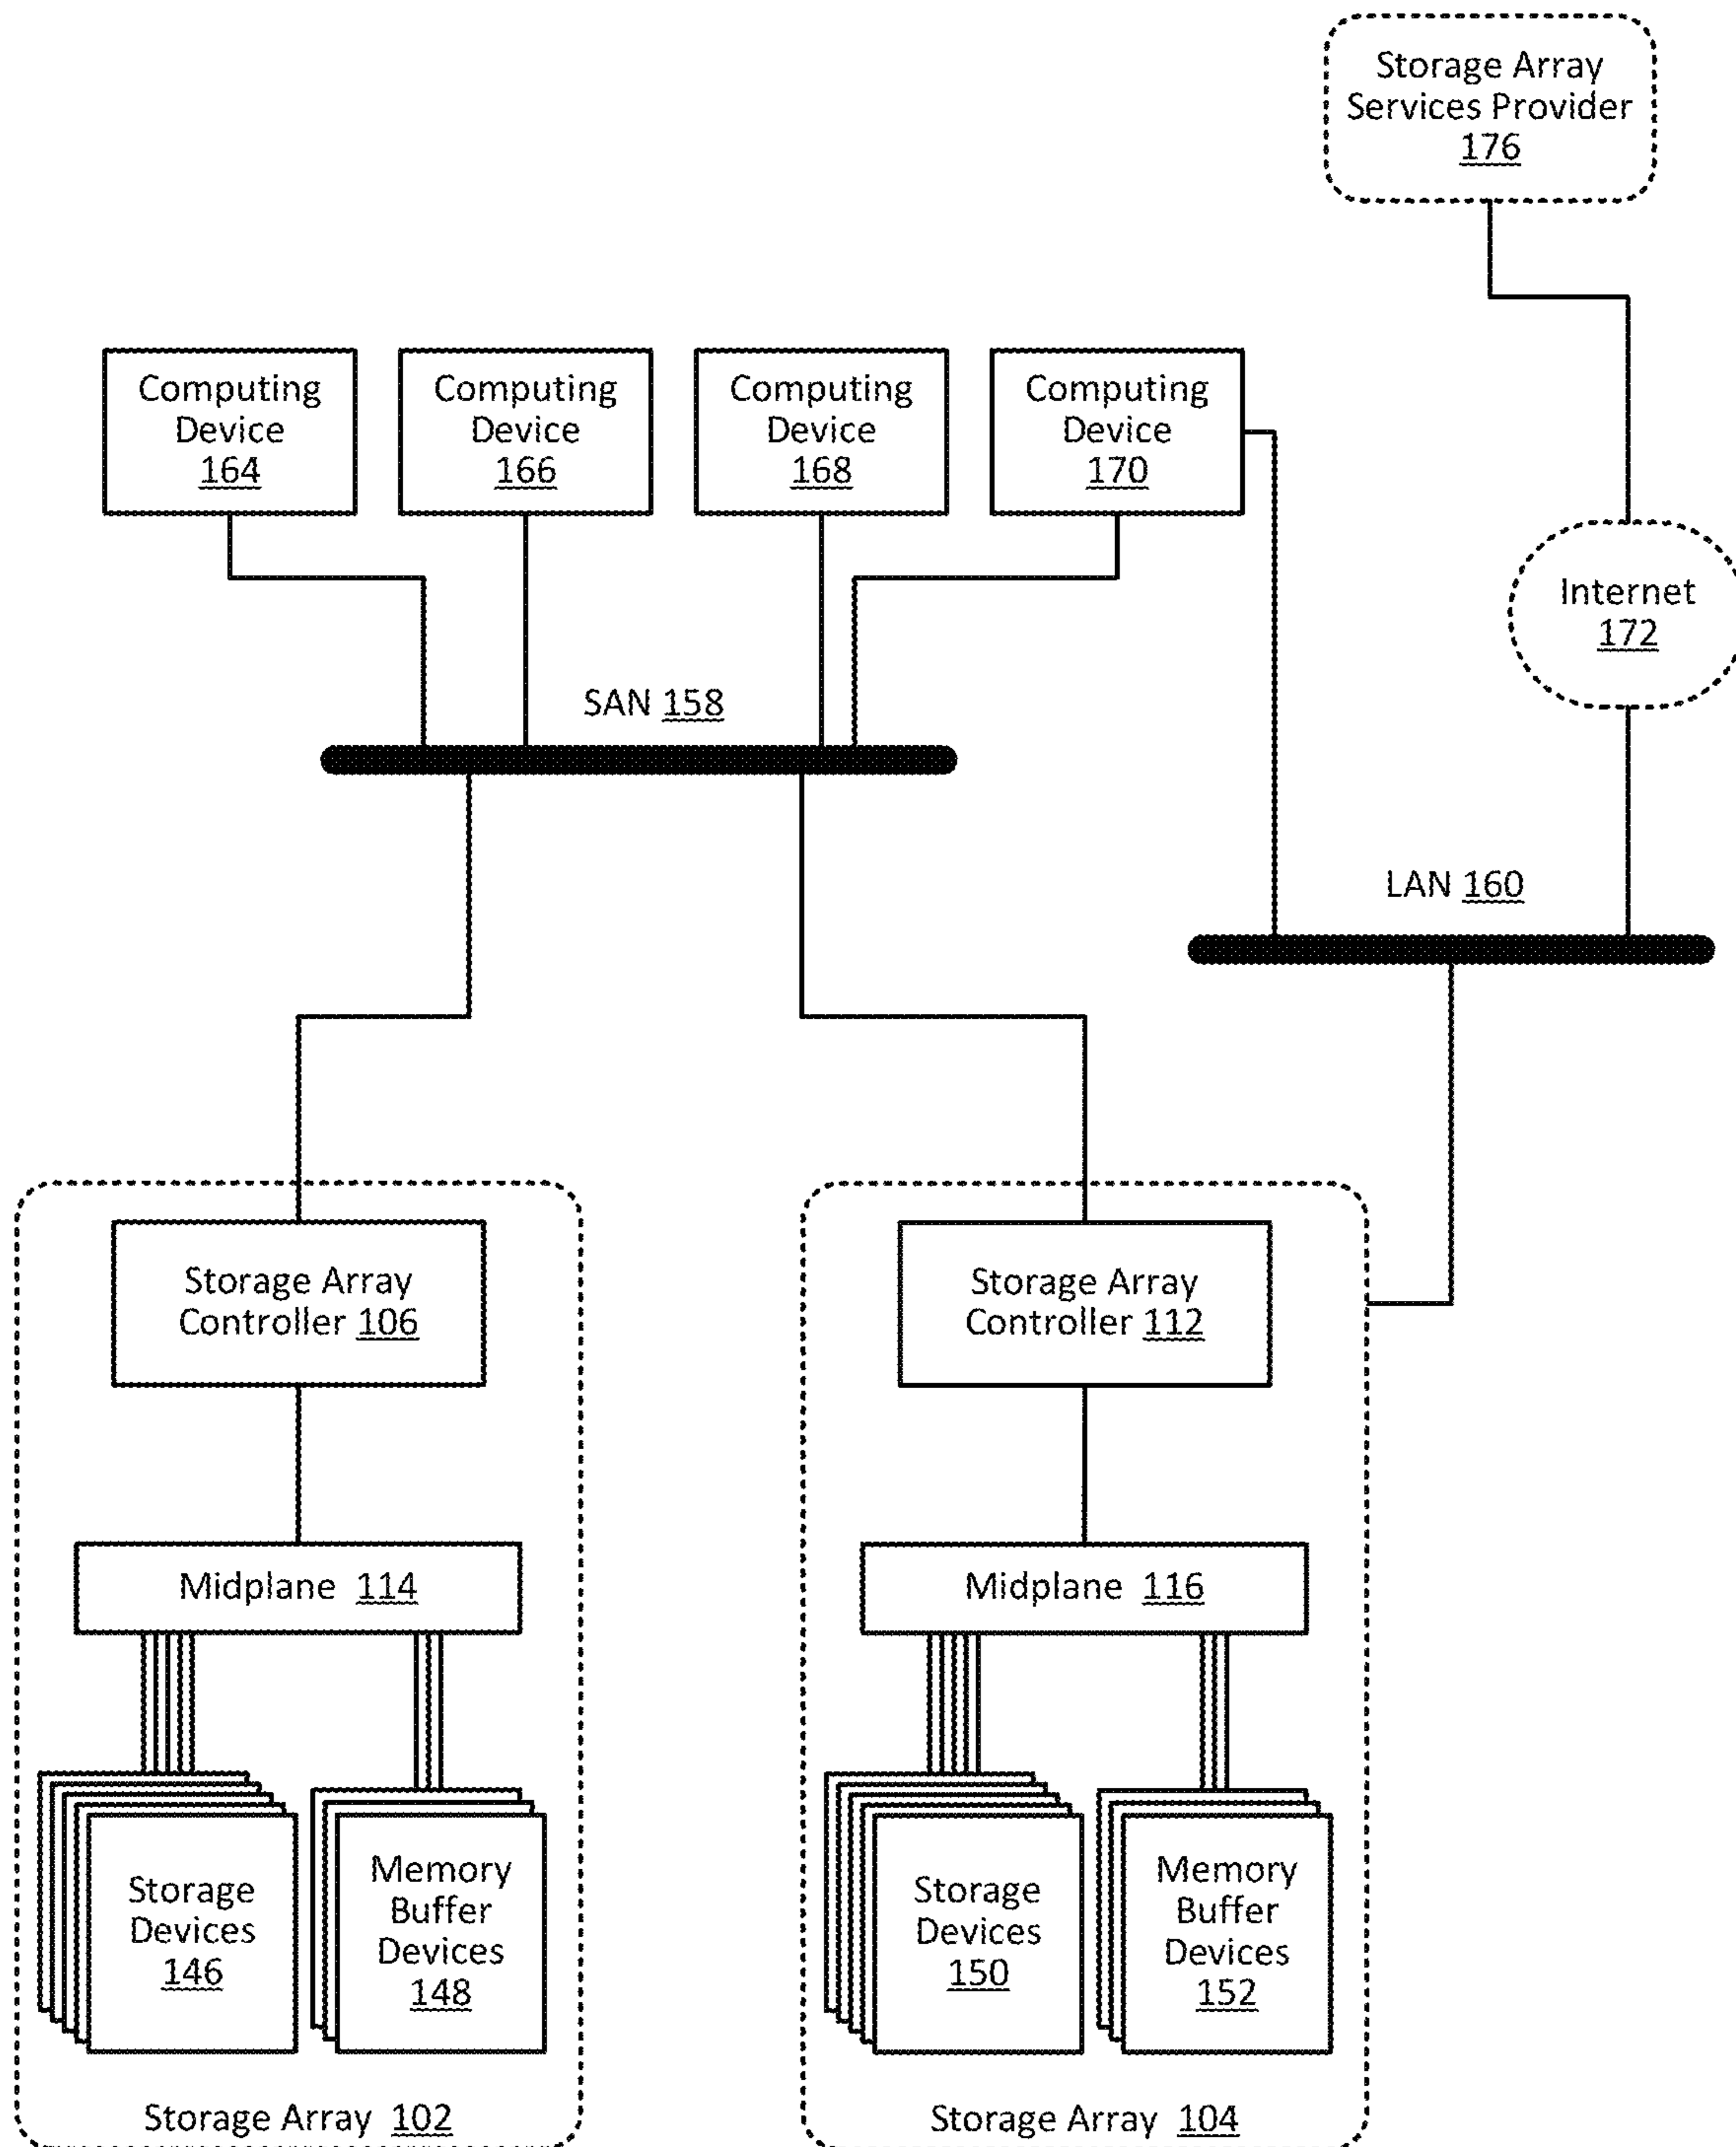 Storage Array
Services Provider
176
Computing
Device
164
Computing
Device
166
Computing
Device
168
Computing
Device
170
Internet
172
SAN 158
LAN 160
Storage Array
Controller 106
Storage Array
Controller 112
Midplane 114
Midplane 116
Storage
Devices
146
Memory
Buffer
Devices
148
Storage
Devices
150
Memory
Buffer
Devices
152
Storage Array 102
Storage Array 104